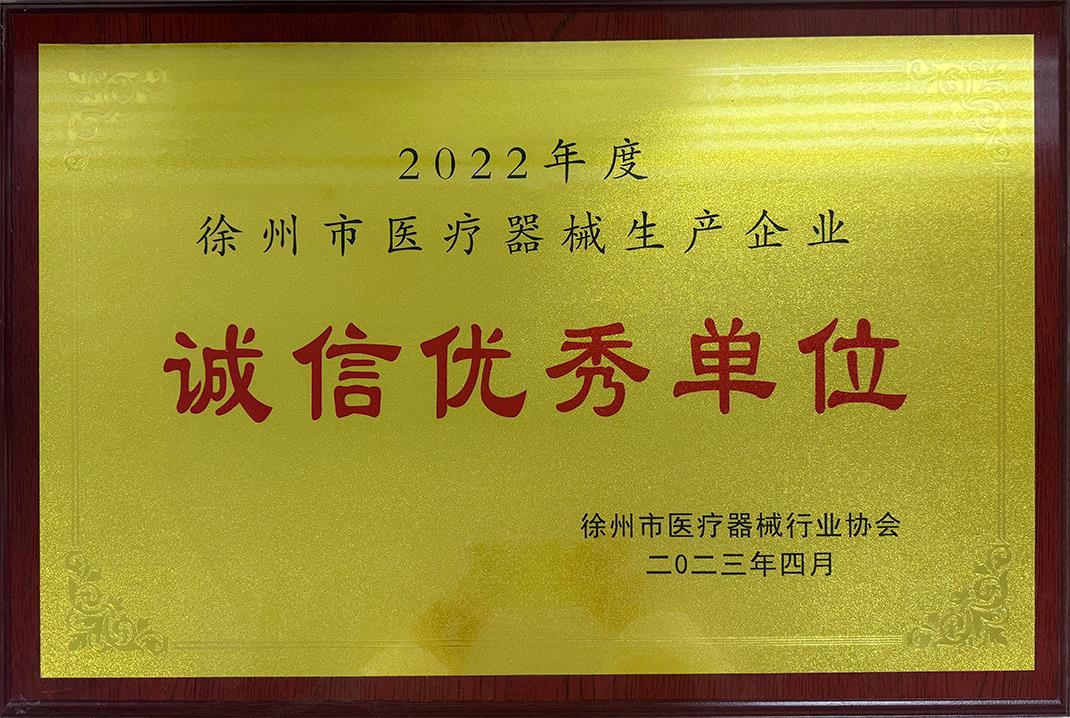 2022年度
徐州市医疗器械生产企业
诚信优秀单位
徐州市医疗器械行业协会
二0二三年四月